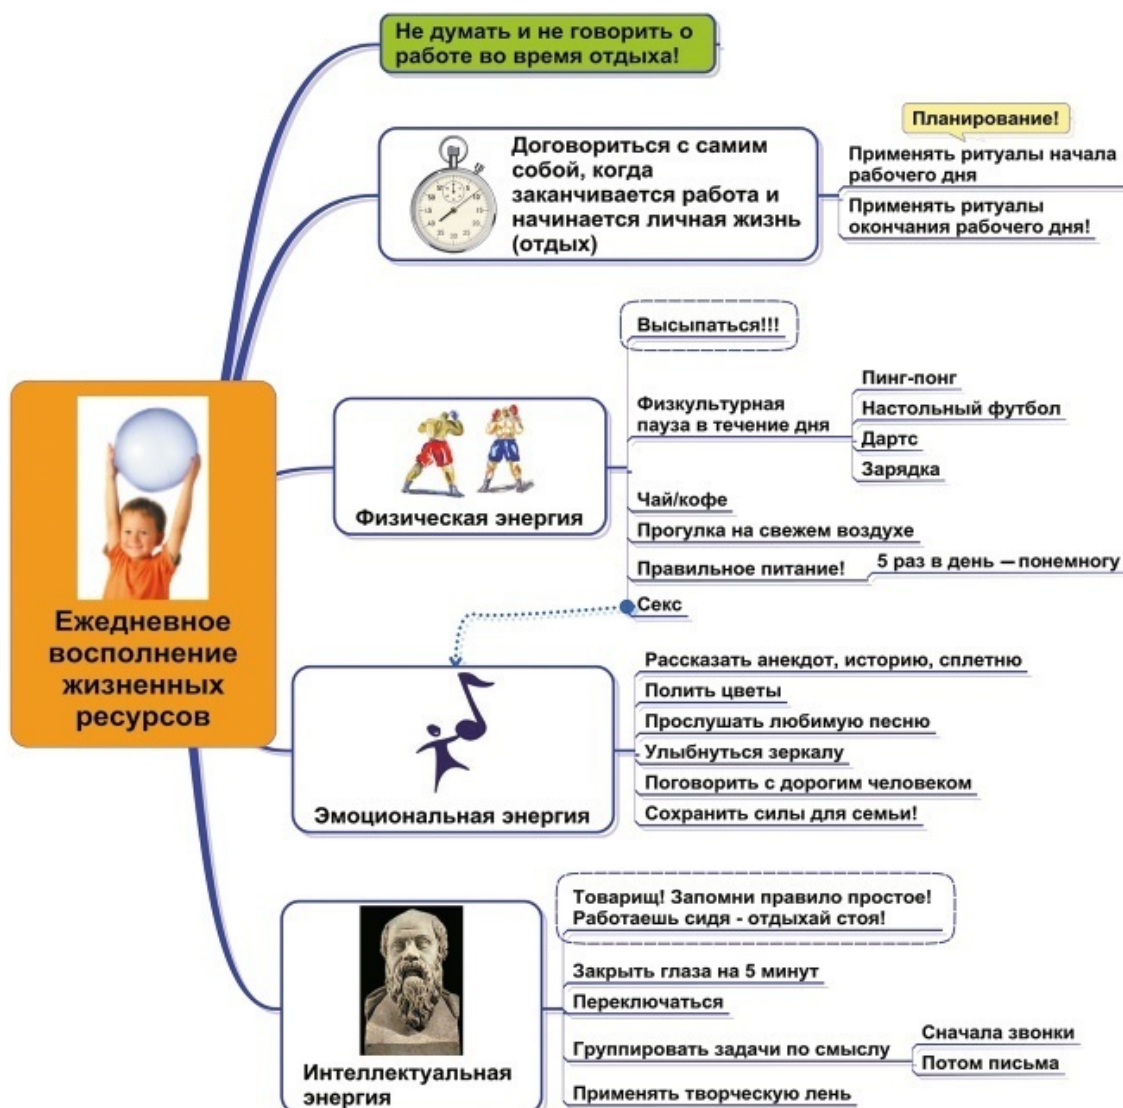 Не думать и не говорить о
работе во время отдыха!
Договориться с самим
собой, когда
заканчивается работа и
начинается личная жизнь
(отдых)
Планирование!
Применять ритуалы начала
рабочего дня
Применять ритуалы
окончания рабочего дня!
Ежедневное
восполнение
жизненных
ресурсов
Физическая энергия
Высыпаться!!!
Физкультурная
пауза в течение дня
Пинг-понг
Настольный футбол
Дартс
Зарядка
Чай/кофе
Прогулка на свежем воздухе
Правильное питание!
5 раз в день — понемногу
Секс
Эмоциональная энергия
Рассказать анекдот, историю, сплетню
Полить цветы
Прослушать любимую песню
Улыбнуться зеркалу
Поговорить с дорогим человеком
Сохранить силы для семьи!
Интеллектуальная
энергия
Товарищ! Запомни правило простое!
Работаешь сидя - отдыхай стоя!
Закрыть глаза на 5 минут
Переключаться
Группировать задачи по смыслу
Сначала звонки
Потом письма
Применять творческую лень